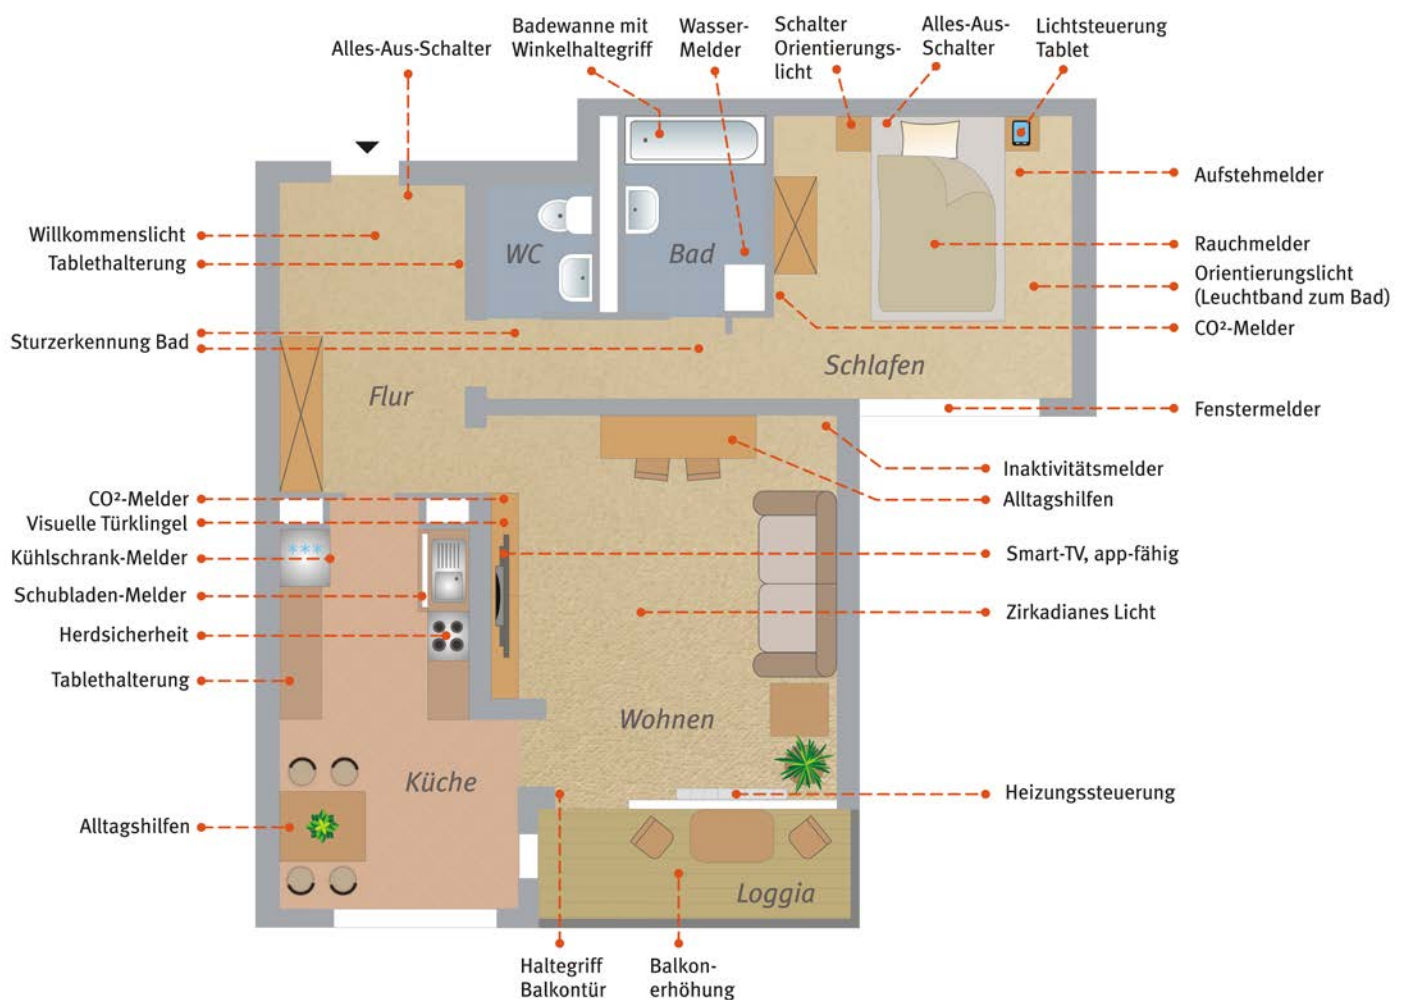 Alles-Aus-Schalter
Badewanne mit
Winkelhaltegriff
Wasser-
Melder
Schalter
Orientierungs-
licht
Alles-Aus-
Schalter
Lichtsteuerung
Tablet
Aufstehmelder
Willkommenslicht
Tablethalterung
WC
Bad
Rauchmelder
Orientierungslicht
(Leuchtband zum Bad)
CO²-Melder
Sturzerkennung Bad
Schlafen
Flur
Fenstermelder
Inaktivitätsmelder
Alltagshilfen
CO²-Melder
Visuelle Türklingel
Kühlschrank-Melder
Schubladen-Melder
Herdsicherheit
Tablethalterung
Smart-TV, app-fähig
Zirkadianes Licht
Wohnen
Küche
Heizungssteuerung
Alltagshilfen
Loggia
Haltegriff
Balkontür
Balkon-
erhöhung